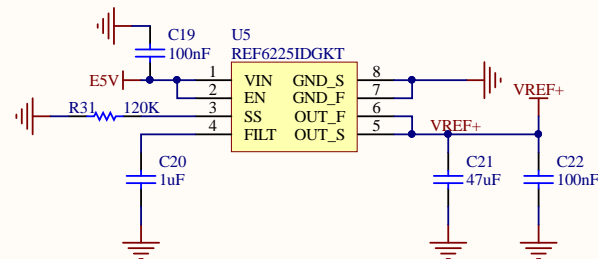 C19
100nF
U5
REF6225IDGKT
E5V
1 VIN GND_S 8
2 EN GND_F 7
R31 120K 3 SS OUT_F 6
4 FILT OUT_S 5
VREF+
VREF+
C20
1uF
C21
47uF
C22
100nF